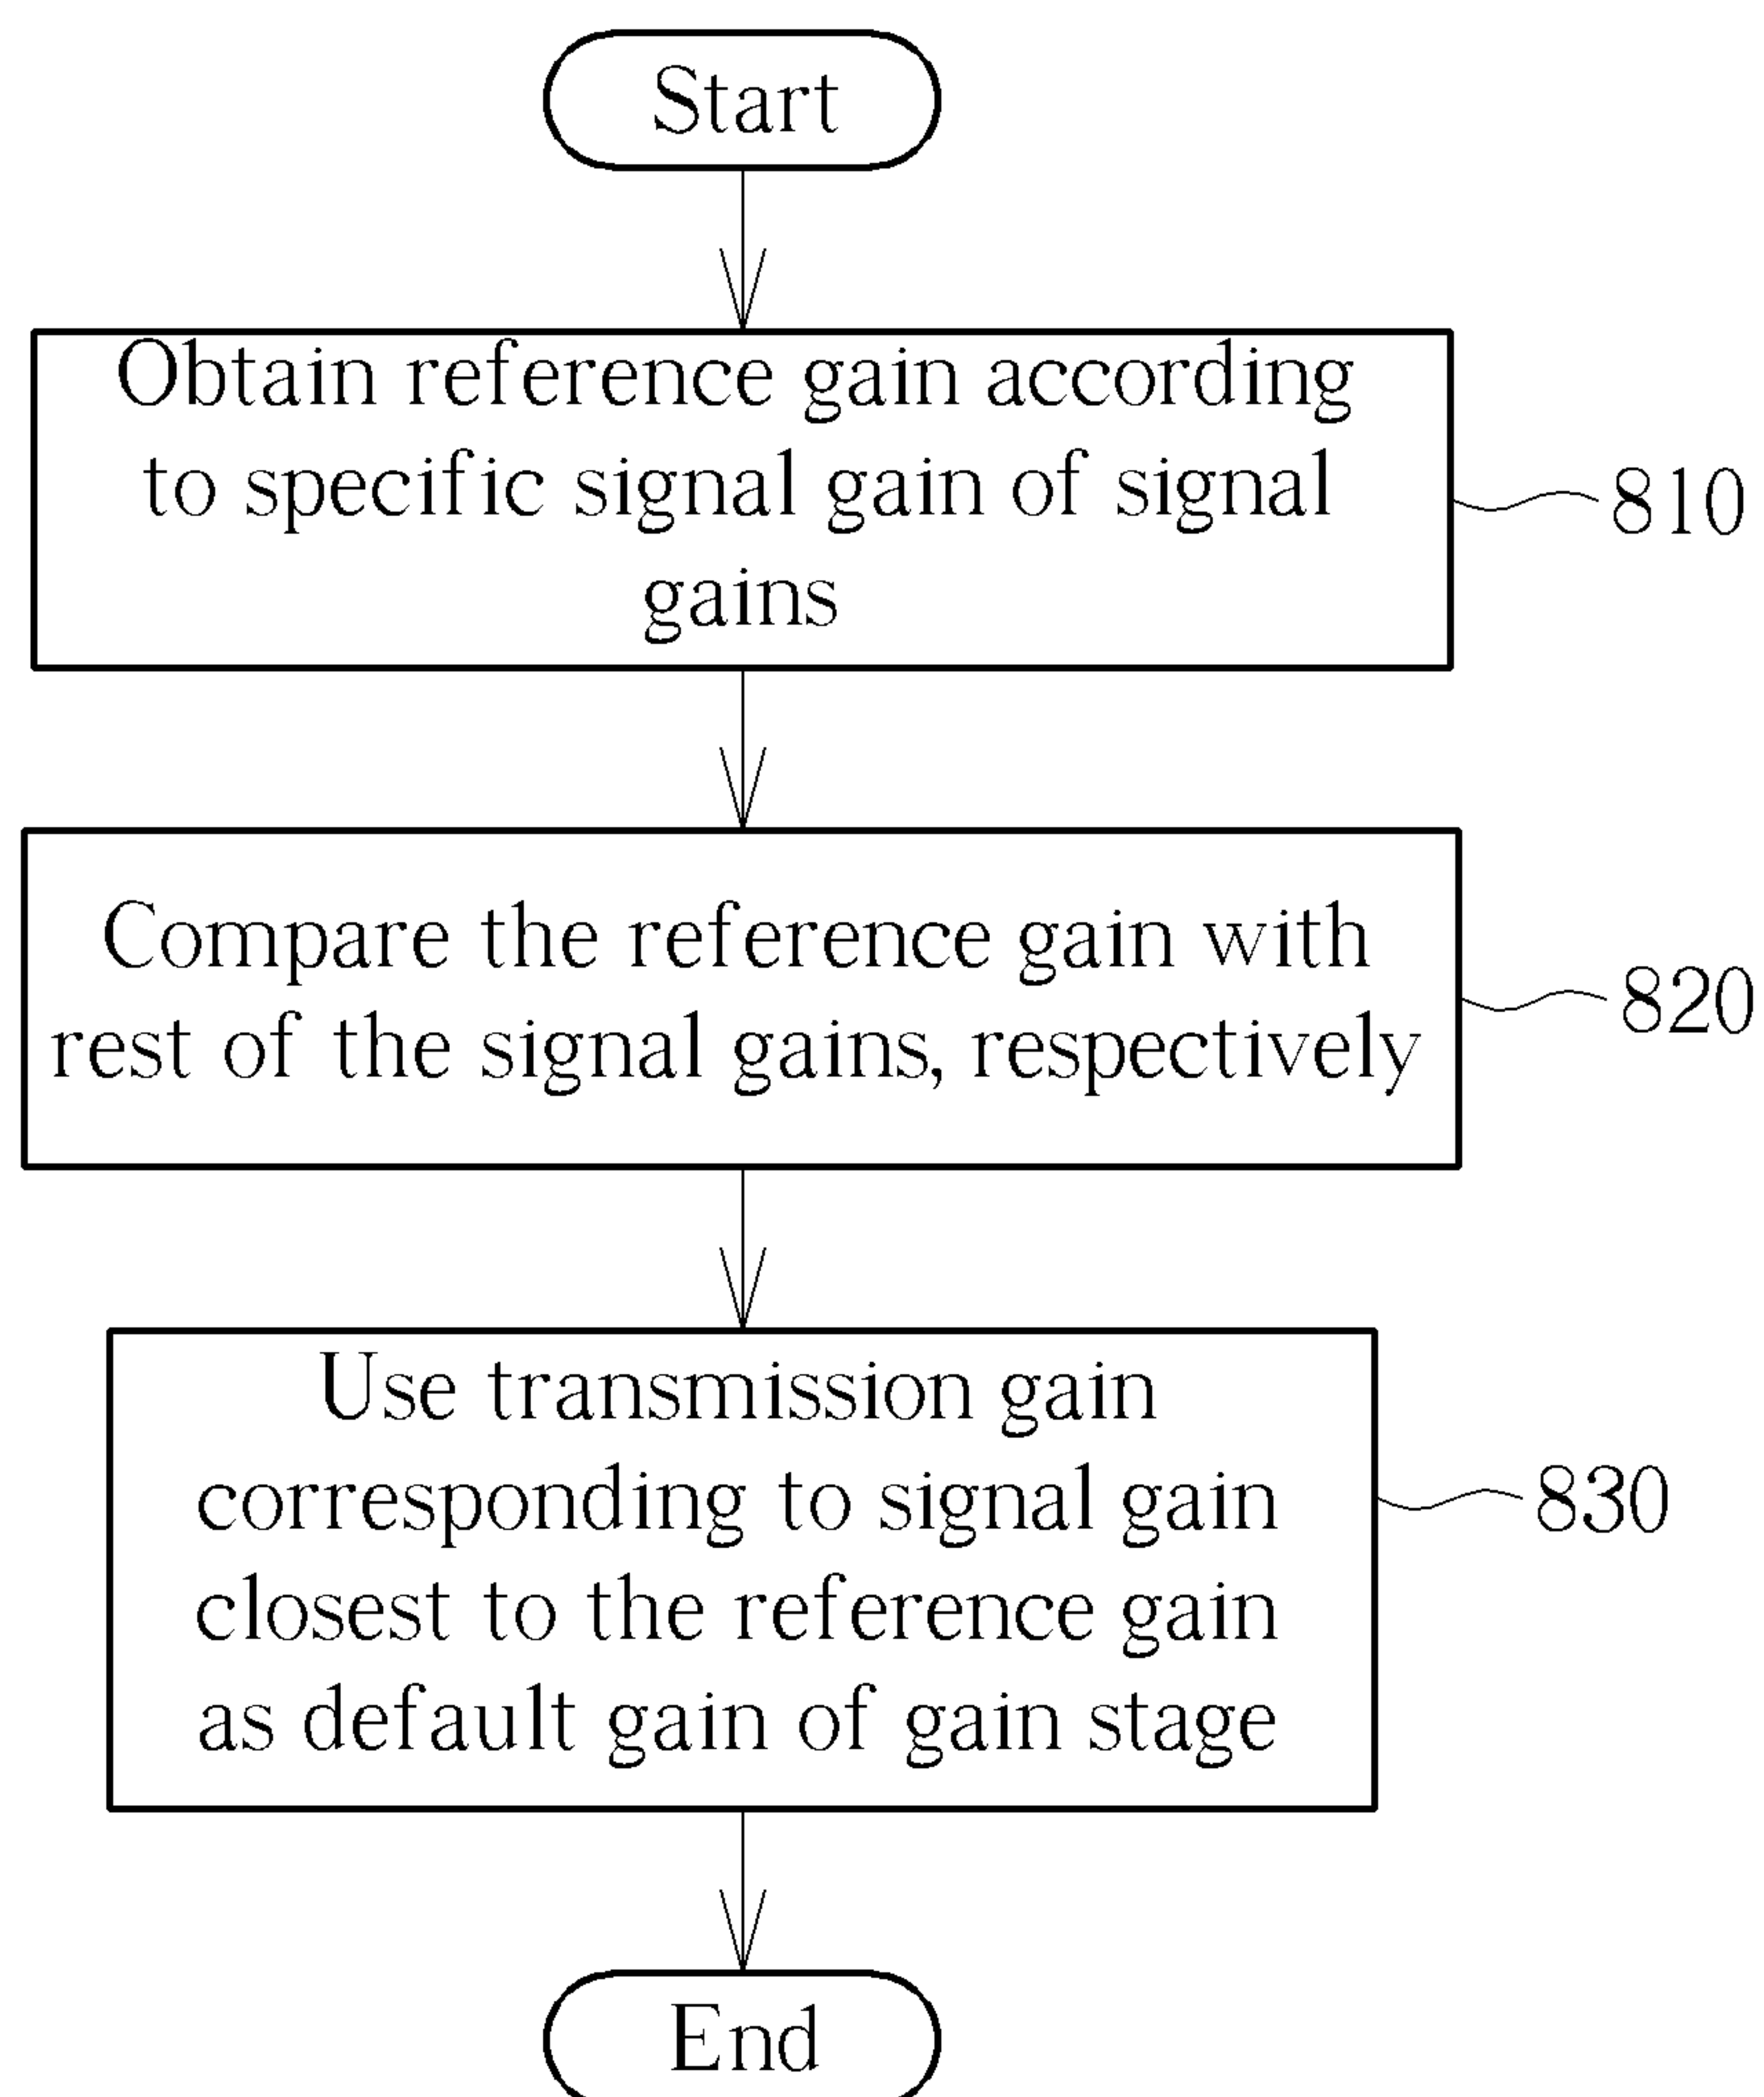 Start
Obtain reference gain according
to specific signal gain of signal
gains
810
Compare the reference gain with
rest of the signal gains, respectively
820
Use transmission gain
corresponding to signal gain
closest to the reference gain
as default gain of gain stage
830
End